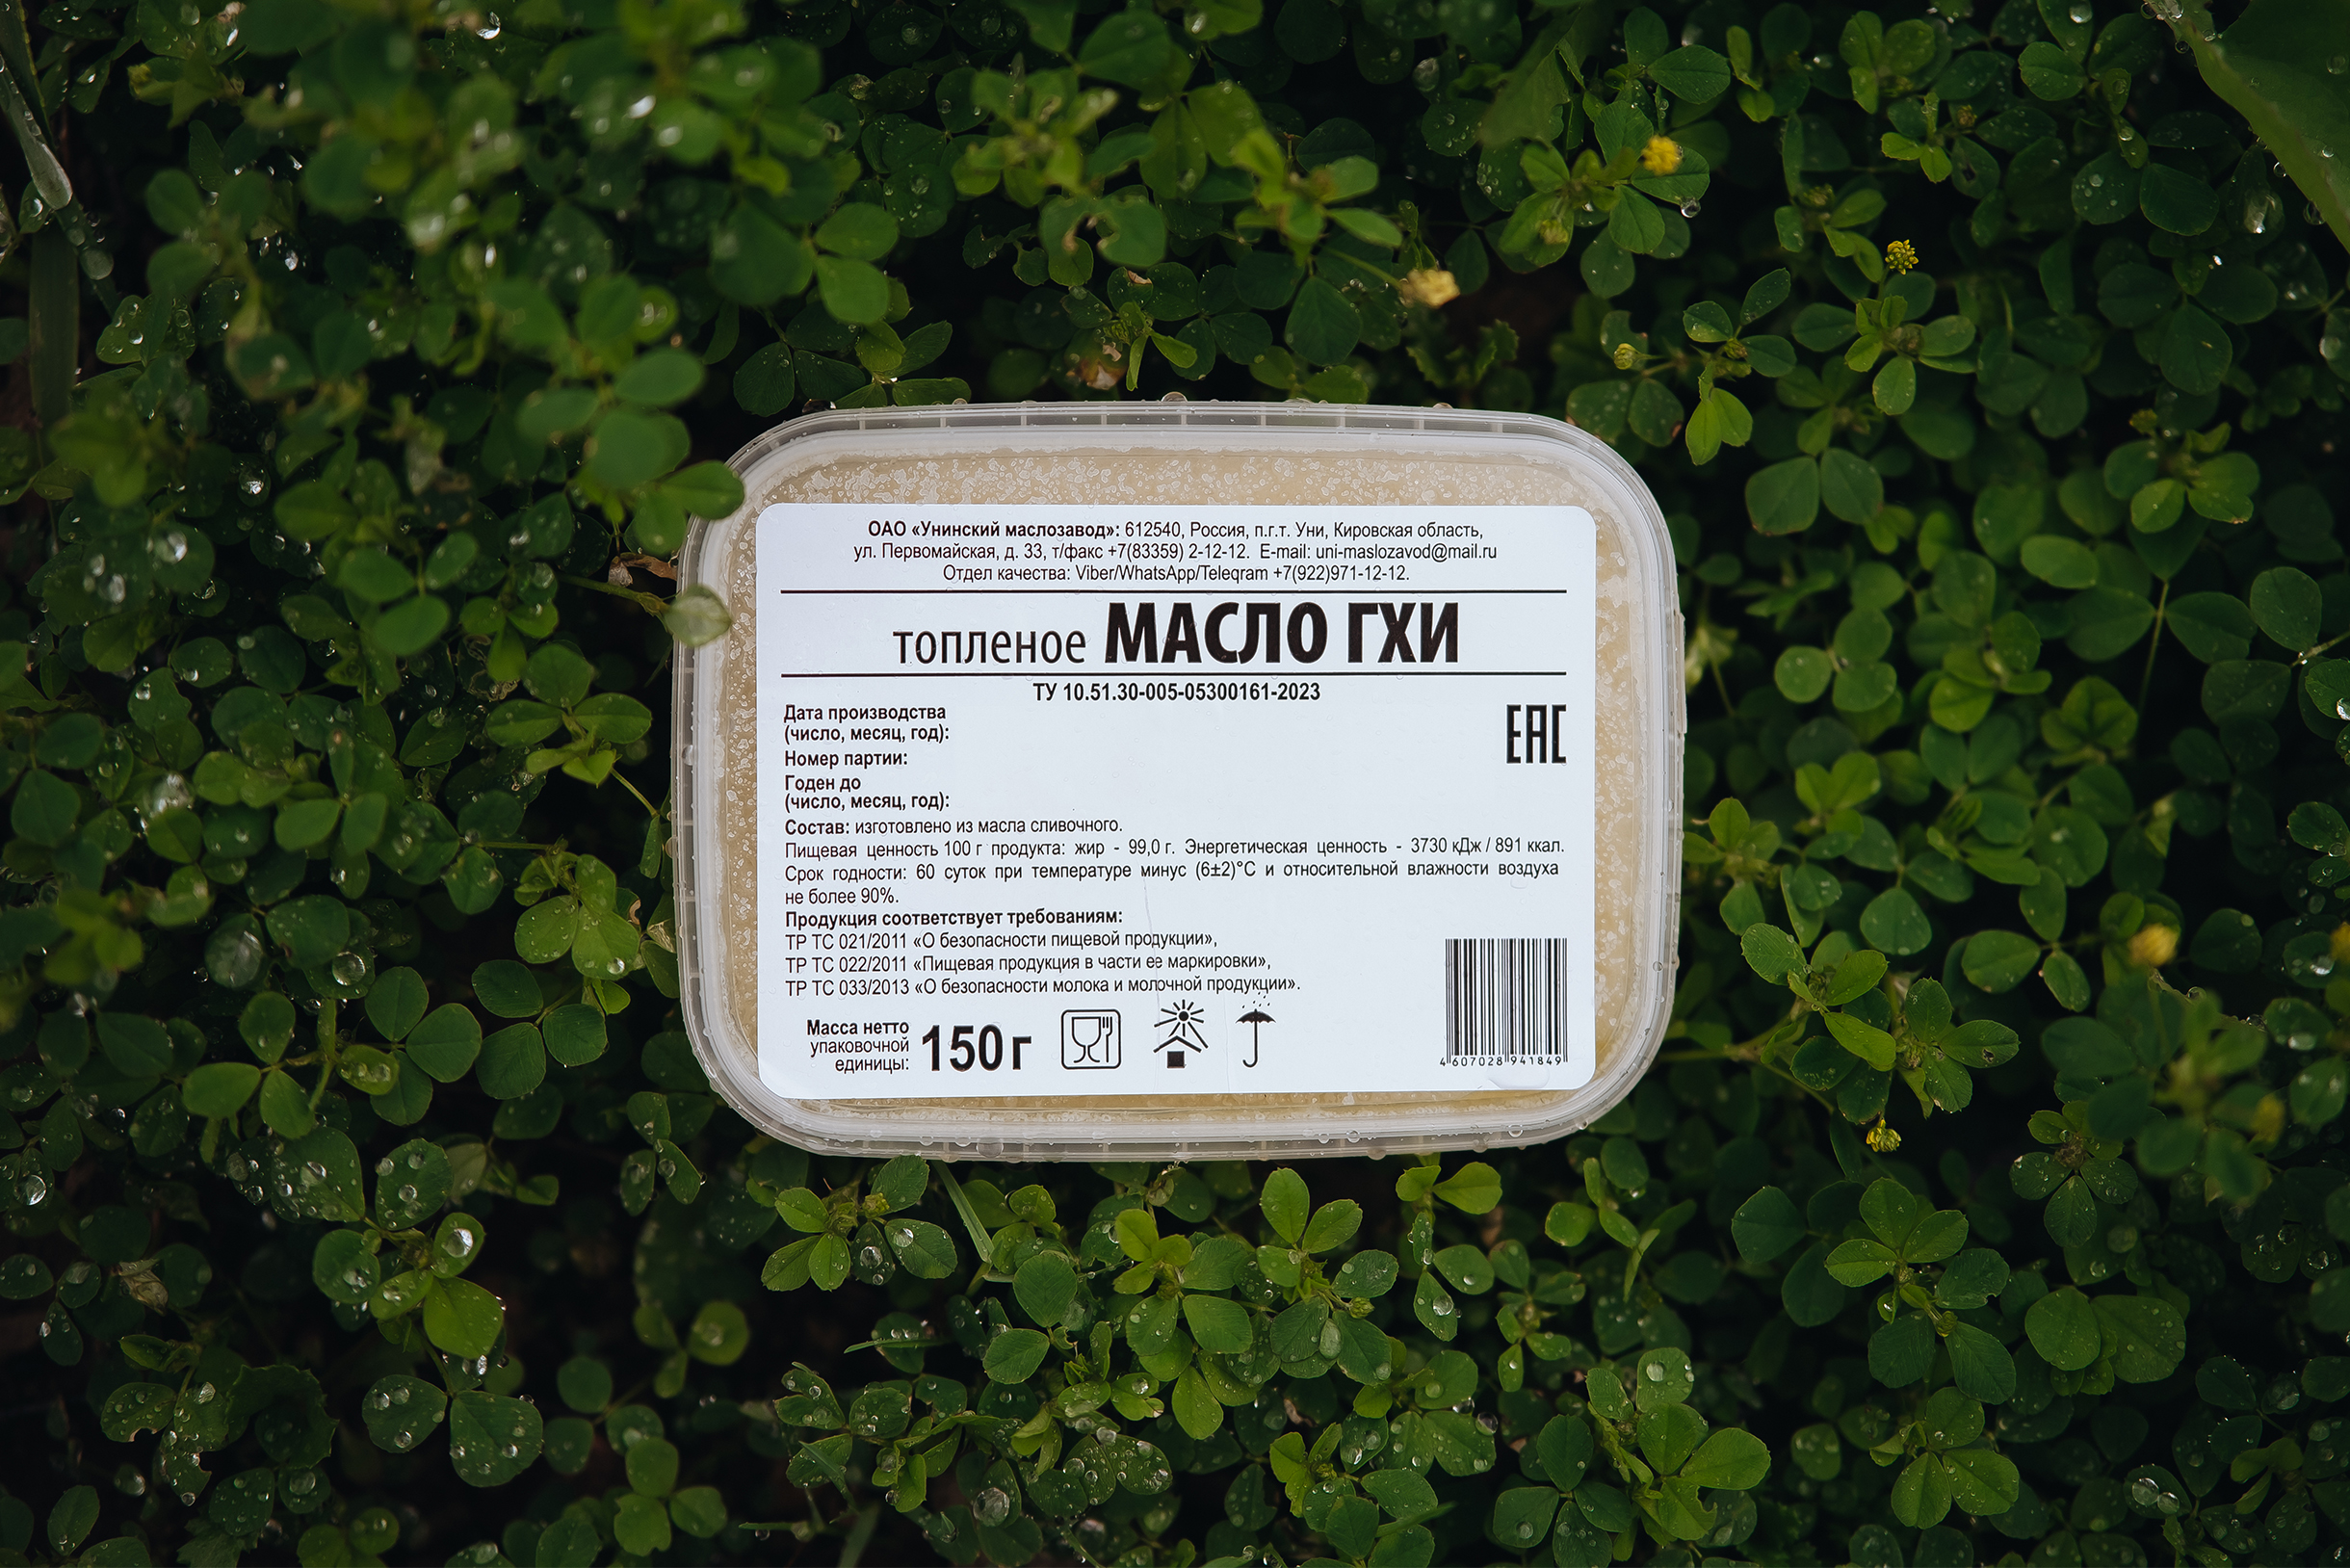 ОАО «Унинский маслозавод»: 612540, Россия, п.г.т. Уни, Кировская область,
ул. Первомайская, д. 33, т/факс +7(83359) 2-12-12. E-mail: uni-maslozavod@mail.ru
Отдел качества: Viber/WhatsApp/Teleqram +7(922)971-12-12.
топленое МАСЛО ГХИ
ТУ 10.51.30-005-05300161-2023
Дата производства
(число, месяц, год):
EAC
Номер партии:
Годен до
(число, месяц, год):
Состав: изготовлено из масла сливочного.
Пищевая ценность 100 г продукта: жир - 99,0 г. Энергетическая ценность - 3730 кДж / 891 ккал.
Срок годности: 60 суток при температуре минус (6±2)°С и относительной влажности воздуха
не более 90%.
Продукция соответствует требованиям:
ТР ТС 021/2011 «О безопасности пищевой продукции»,
ТР ТС 022/2011 «Пищевая продукция в части ее маркировки»,
ТР ТС 033/2013 «О безопасности молока и молочной продукции».
Масса нетто
упаковочной
единицы:
150 г
4 607028 941849